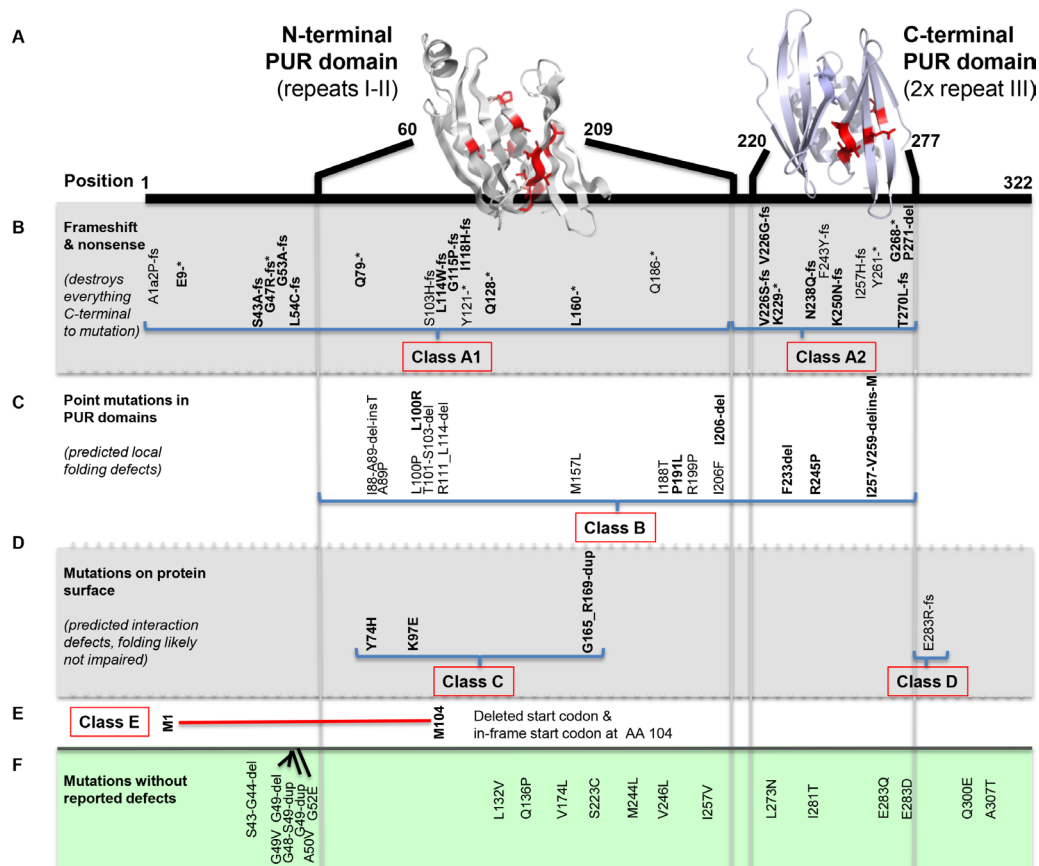 A
N-terminal
PUR domain
(repeats I-II)
C-terminal
PUR domain
(2x repeat III)
60
209
220
277
Position 1
322
B
Frameshift
& nonsense
(destroys
everything
C-terminal
to mutation)
A1a2P-fs
E9-*
S43A-fs
G47R-fs*
G53A-fs
L54C-fs
Q79-*
S103H-fs
L114W-fs
G115P-fs
I118H-fs
Y121-*
Q128-*
L160-*
Q186-*
V226S-fs
V226G-fs
K229-*
N238Q-fs
F243Y-fs
K250N-fs
I257H-fs
Y261-*
G268-*
T270L-fs
P271-del
Class A1
Class A2
C
Point mutations in
PUR domains
(predicted local
folding defects)
I88-A89-del-insT
A89P
L100P
L100R
T101-S103-del
R111_L114-del
M157L
I188T
P191L
R199P
I206F
I206-del
F233del
R245P
I257-V259-delins-M
Class B
D
Mutations on protein
surface
(predicted interaction
defects, folding likely
not impaired)
Y74H
K97E
G165_R169-dup
E283R-fs
Class C
Class D
E
Class E
M1
M104
Deleted start codon &
in-frame start codon at AA 104
F
Mutations without
reported defects
S43-G44-del
G49V
G49-del
G48-S49-dup
G49-dup
A50V
G52E
L132V
Q136P
V174L
S223C
M244L
V246L
I257V
L273N
I281T
E283Q
E283D
Q300E
A307T